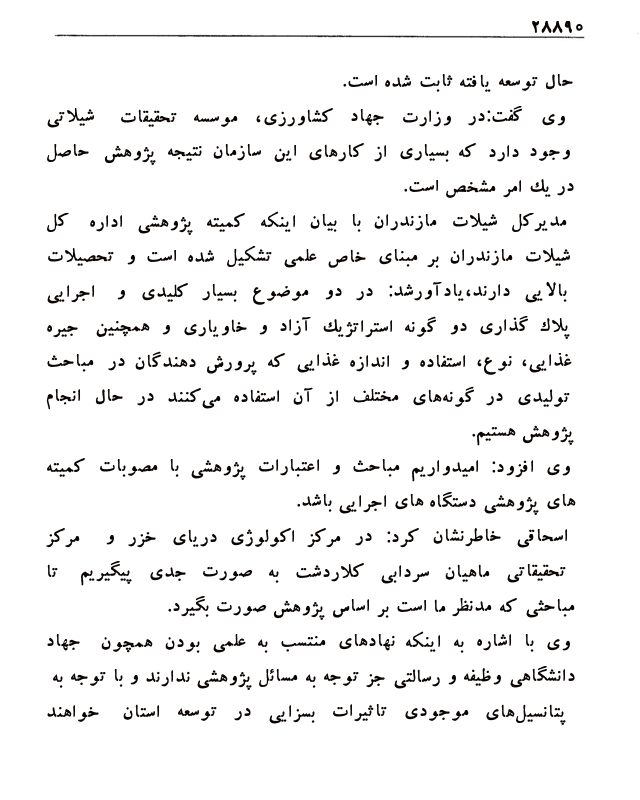 ۲۸۸۹۰
حال توسعه یافته ثابت شده است.
وی گفت:در وزارت جهاد کشاورزی، موسسه تحقیقات شیلاتی
وجود دارد که بسیاری از کارهای این سازمان نتیجه پژوهش حاصل
در یك امر مشخص است.
مدیرکل شیلات مازندران با بیان اینکه کمیته پژوهشی اداره کل
شیلات مازندران بر مبنای خاص علمی تشکیل شده است و تحصیلات
بالایی دارند،یادآورشد: در دو موضوع بسیار کلیدی و اجرایی
پلاك گذاری دو گونه استراتژیك آزاد و خاویاری و همچنین جیره
غذایی، نوع، استفاده و اندازه غذایی که پرورش دهندگان در مباحث
تولیدی در گونه‌های مختلف از آن استفاده می‌کنند در حال انجام
پژوهش هستیم.
وی افزود: امیدواریم مباحث و اعتبارات پژوهشی با مصوبات کمیته
های پژوهشی دستگاه های اجرایی باشد.
اسحاقی خاطرنشان کرد: در مرکز اکولوژی دریای خزر و مرکز
تحقیقاتی ماهیان سردابی کلاردشت به صورت جدی پیگیریم تا
مباحثی که مدنظر ما است بر اساس پژوهش صورت بگیرد.
وی با اشاره به اینکه نهادهای منتسب به علمی بودن همچون جهاد
دانشگاهی وظیفه و رسالتی جز توجه به مسائل پژوهشی ندارند و با توجه به
پتانسیل‌های موجودی تاثیرات بسزایی در توسعه استان خواهند